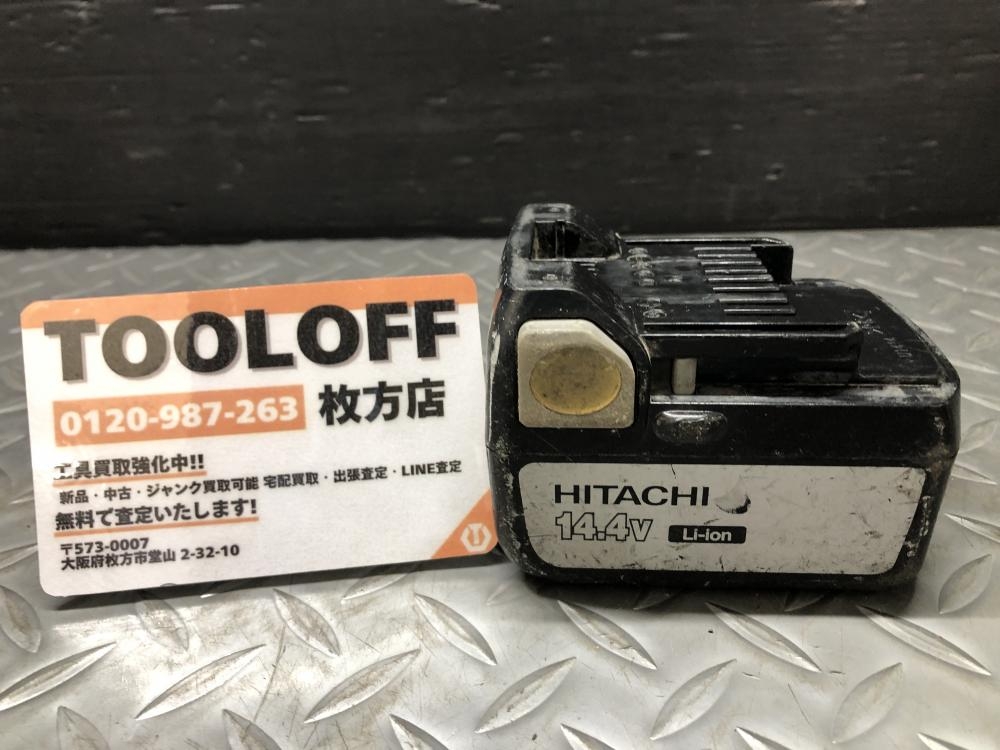 TOOLOFF
0120-987-263 枚方店
工具買取強化中!!
新品・中古・ジャンク買取可能 宅配買取・出張査定・LINE査定
無料で査定いたします!
〒573-0007
大阪府枚方市堂山 2-32-10
HITACHI
14.4V Li-ion